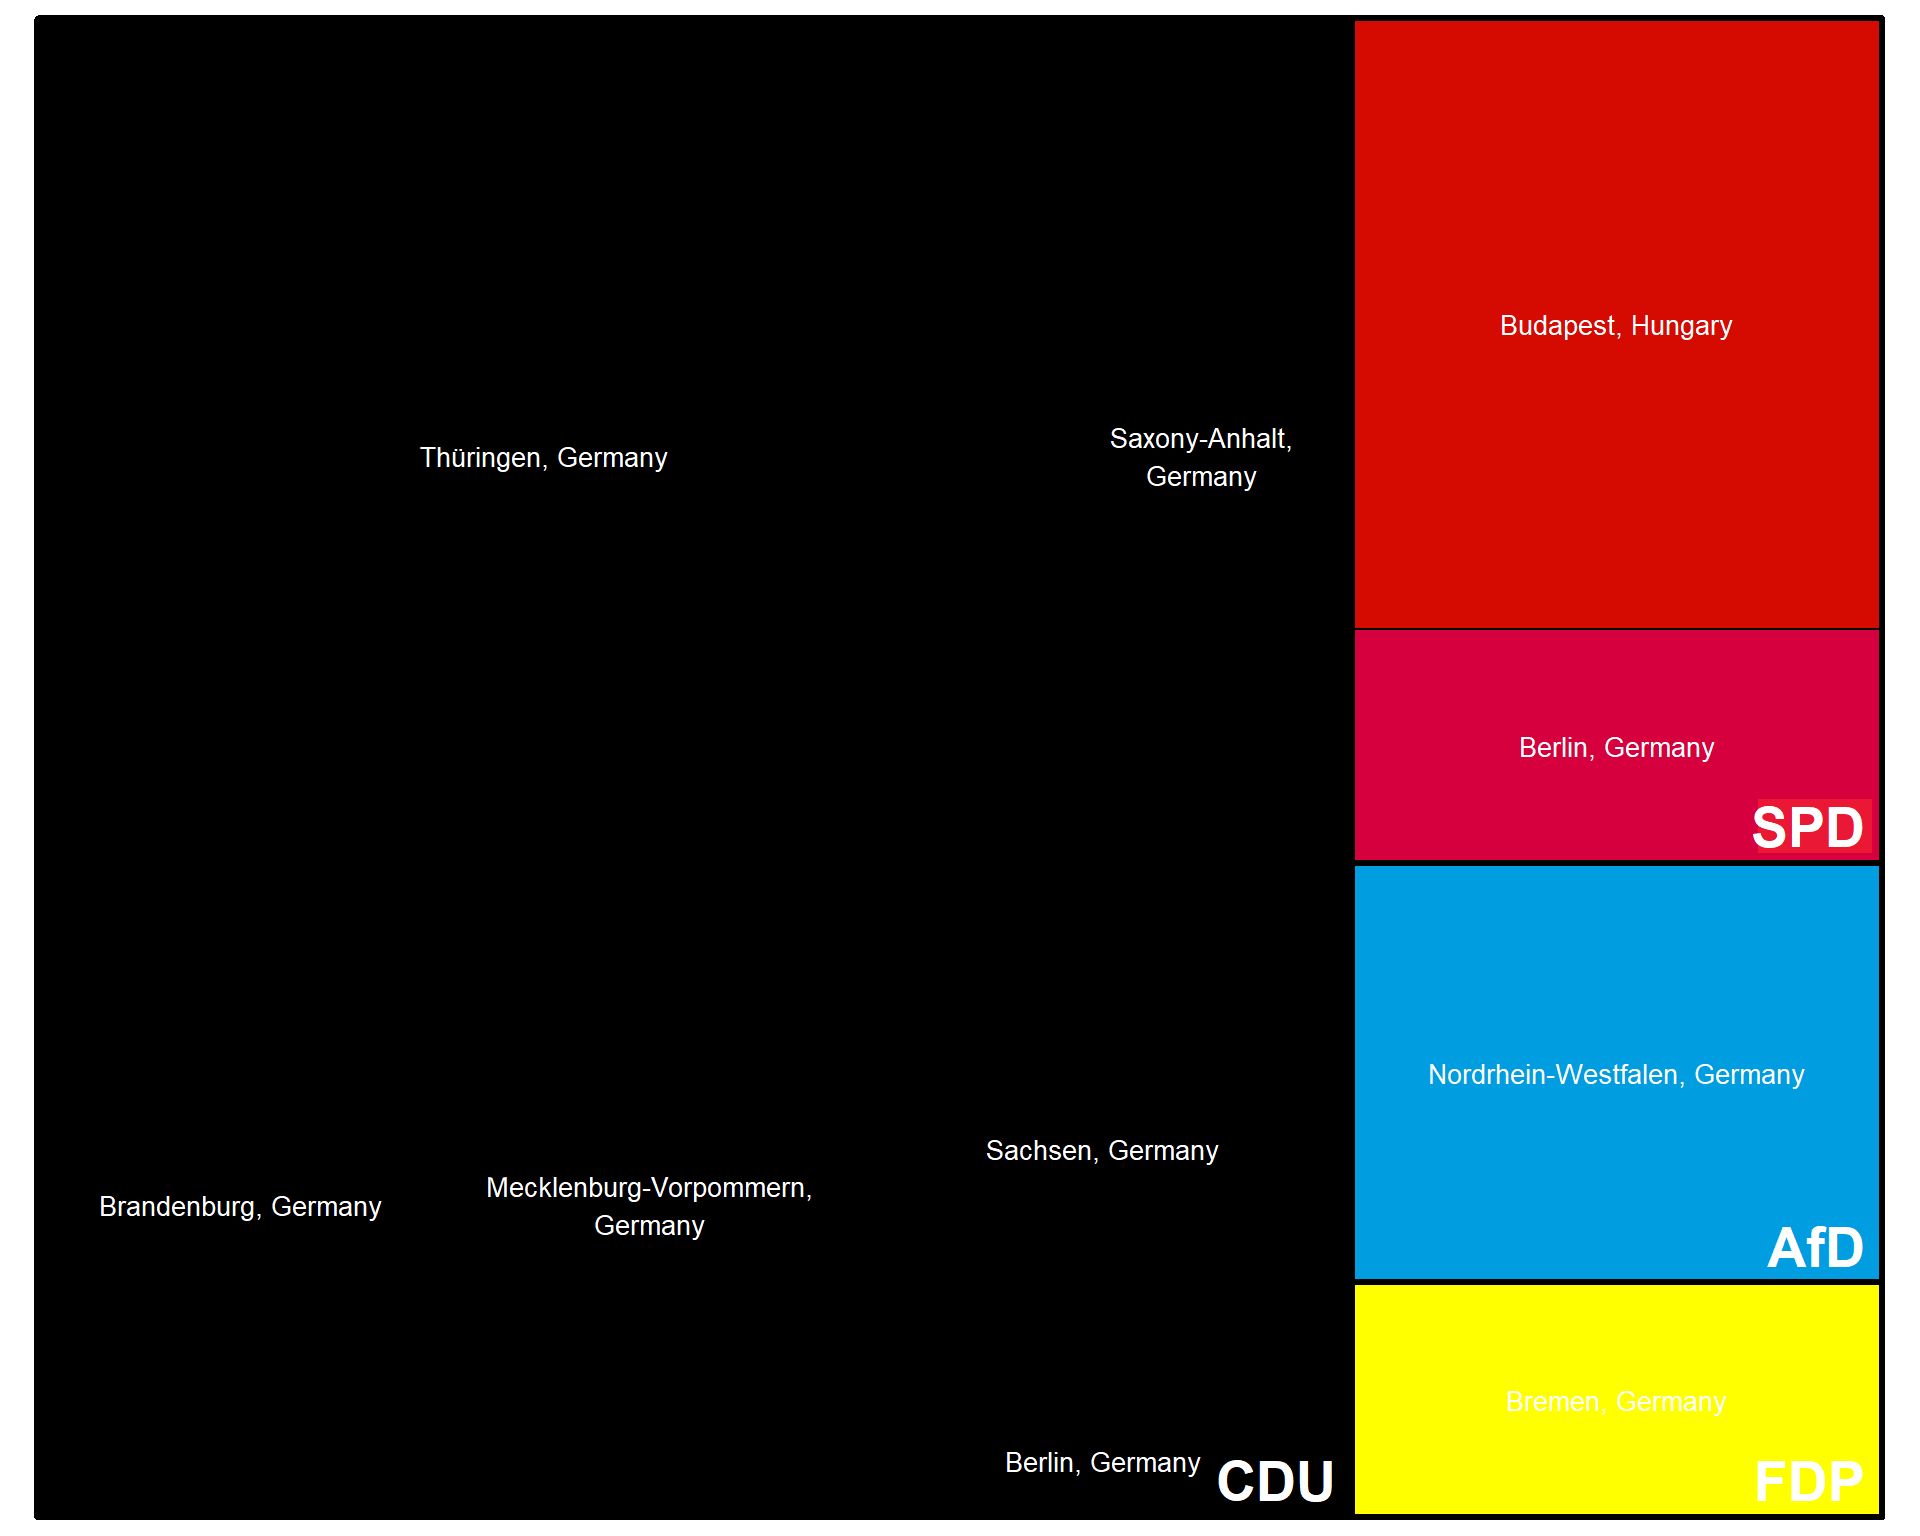 Thüringen, Germany
Saxony-Anhalt,
Germany
Brandenburg, Germany
Mecklenburg-Vorpommern,
Germany
Sachsen, Germany
Berlin, Germany
CDU
Budapest, Hungary
Berlin, Germany
SPD
Nordrhein-Westfalen, Germany
AfD
Bremen, Germany
FDP